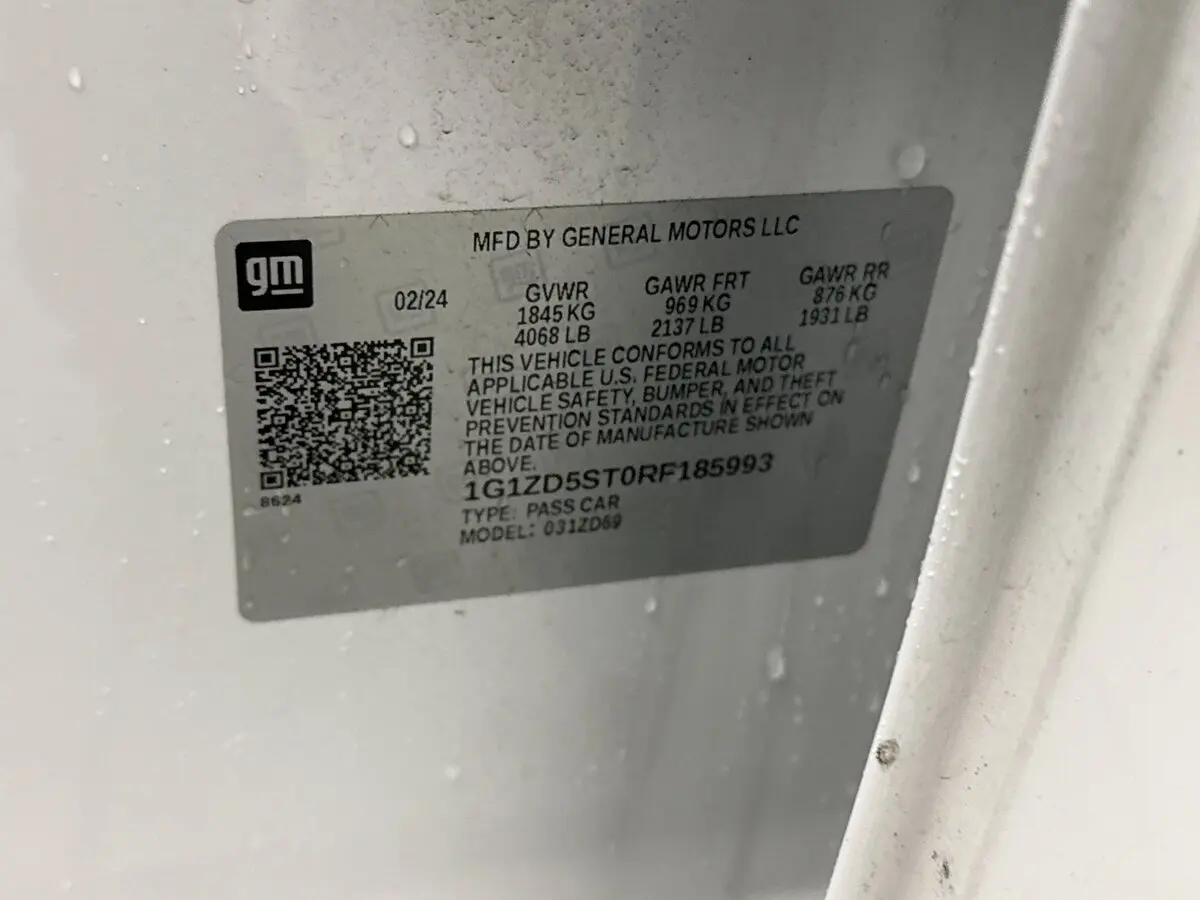 MFD BY GENERAL MOTORS LLC
gm
02/24
GVWR
1845 KG
4068 LB
GAWR FRT
969 KG
2137 LB
GAWR RR
876 KG
1931 LB
THIS VEHICLE CONFORMS TO ALL
APPLICABLE U.S. FEDERAL MOTOR
VEHICLE SAFETY, BUMPER, AND THEFT
PREVENTION STANDARDS IN EFFECT ON
THE DATE OF MANUFACTURE SHOWN
ABOVE.
1G1ZD5ST0RF185993
TYPE: PASS CAR
MODEL: 031ZD69
8624